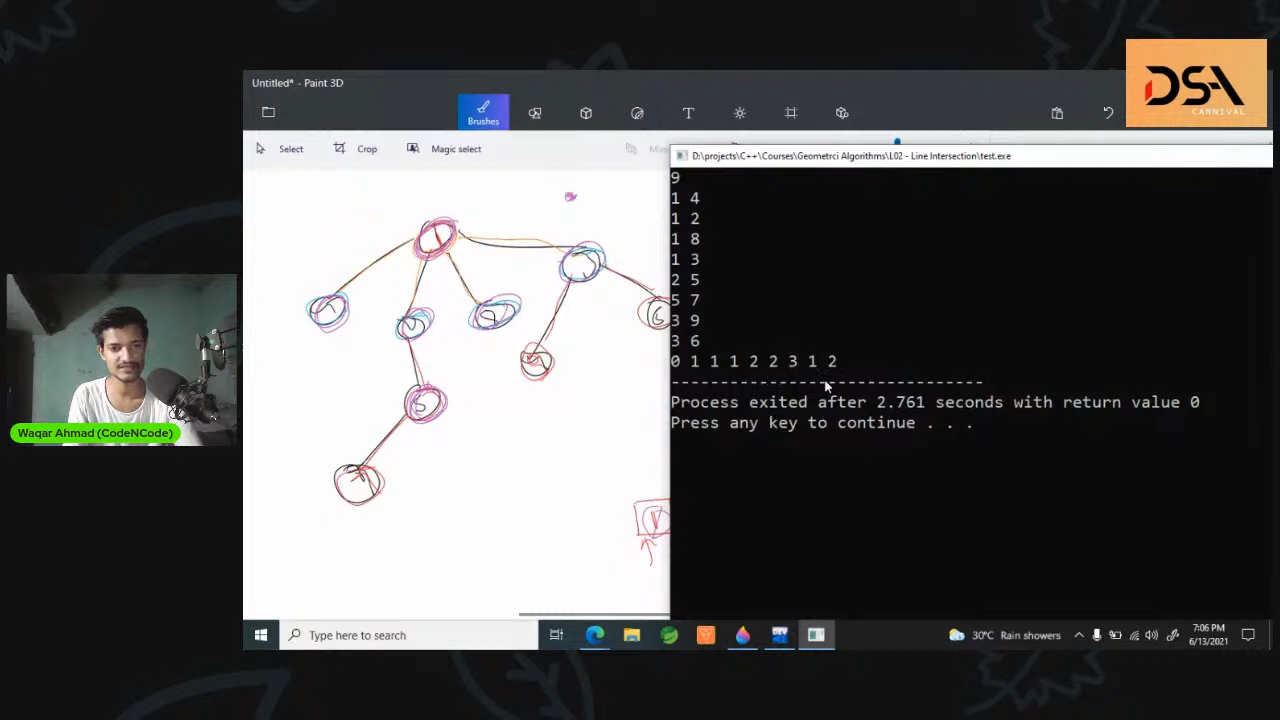 DSA
CARNIVAL
Untitled* - Paint 3D
Brushes
Select
Crop
Magic select
D:\projects\C++\Courses\Geometrci Algorithms\L02 - Line Intersection\test.exe
9
1 4
1 2
1 8
1 3
2 5
5 7
3 9
3 6
0 1 1 1 2 2 3 1 2
--------------------------------
Process exited after 2.761 seconds with return value 0
Press any key to continue . . .
6
Waqar Ahmad (CodeNCode)
Type here to search
DEV
30°C Rain showers
7:06 PM
6/13/2021